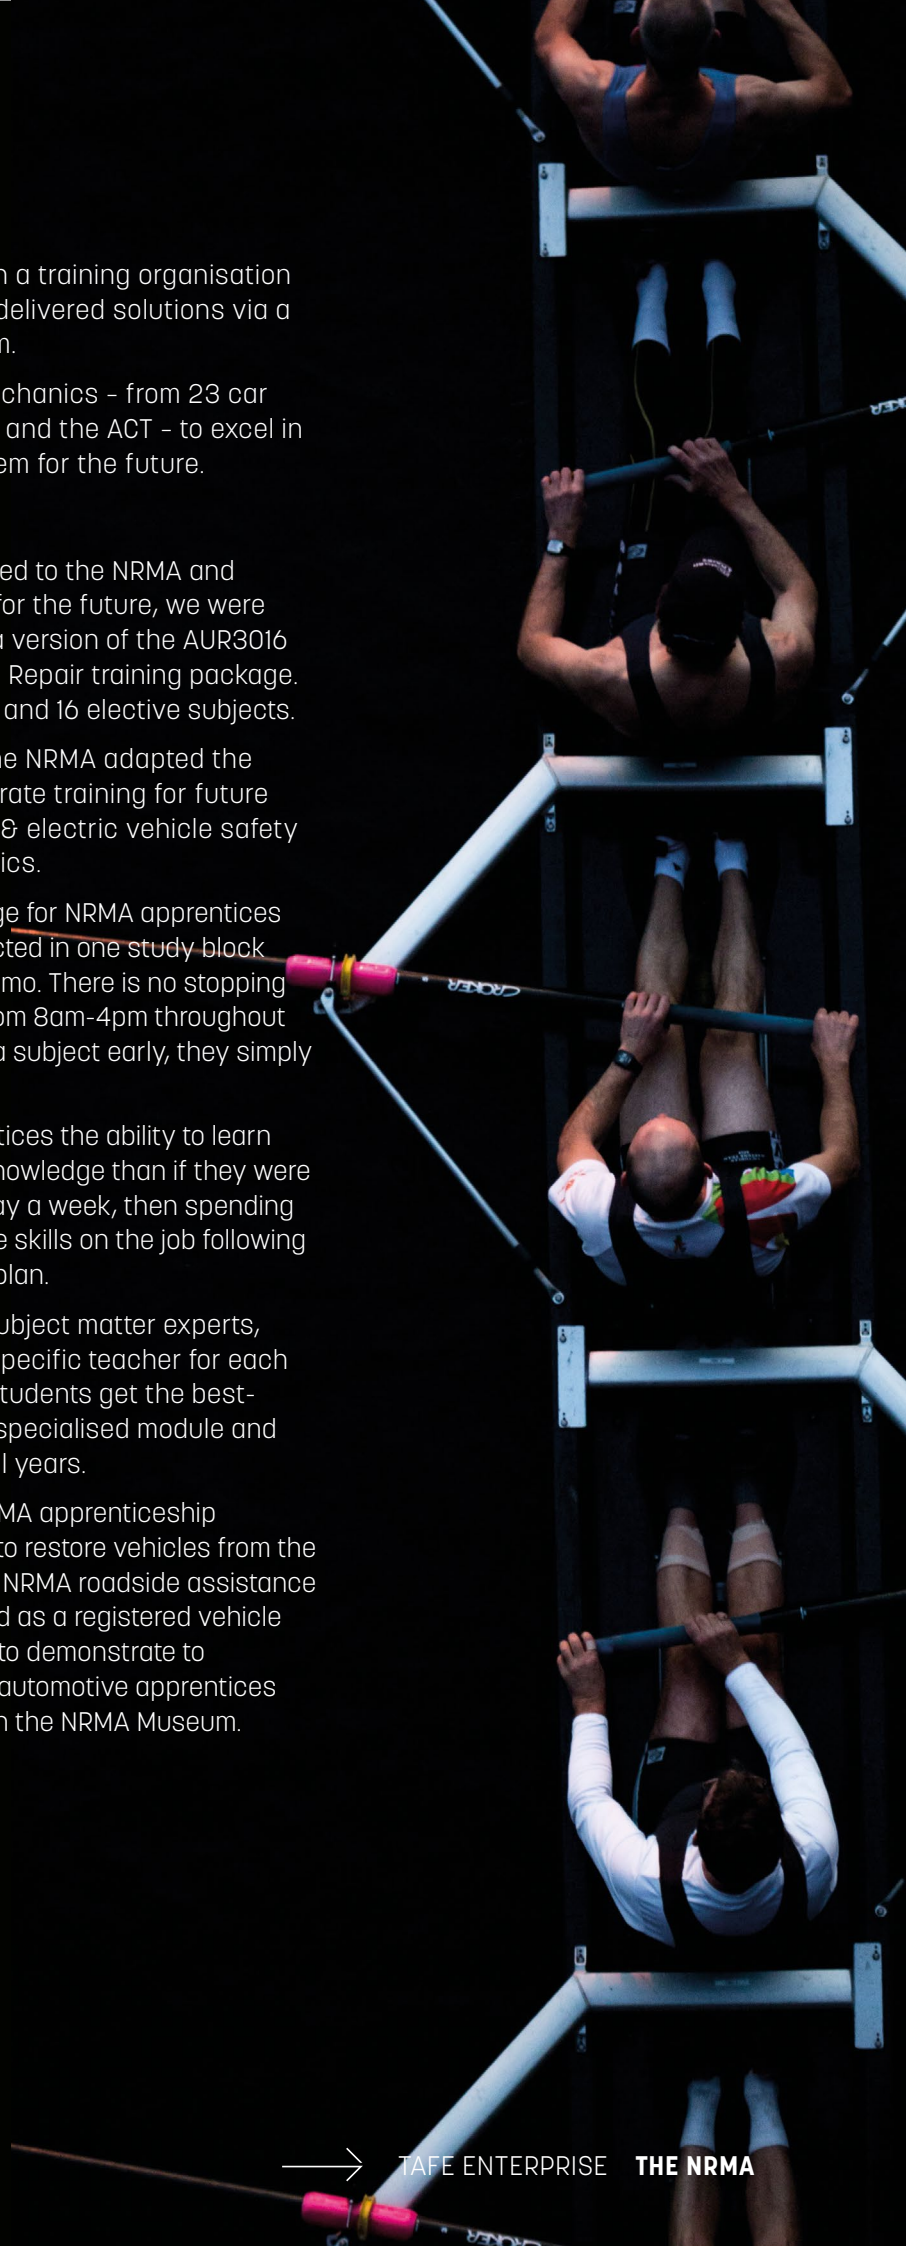 n a training organisation
delivered solutions via a
m.
chanics – from 23 car
and the ACT – to excel in
em for the future.
ed to the NRMA and
for the future, we were
a version of the AUR3016
Repair training package.
and 16 elective subjects.
he NRMA adapted the
rate training for future
& electric vehicle safety
ics.
ge for NRMA apprentices
cted in one study block
mo. There is no stopping
om 8am-4pm throughout
a subject early, they simply
tices the ability to learn
nowledge than if they were
ay a week, then spending
e skills on the job following
plan.
ubject matter experts,
pecific teacher for each
tudents get the best-
specialised module and
l years.
MA apprenticeship
to restore vehicles from the
NRMA roadside assistance
d as a registered vehicle
to demonstrate to
automotive apprentices
n the NRMA Museum.
CROKER
TAFE ENTERPRISE THE NRMA
CROKER